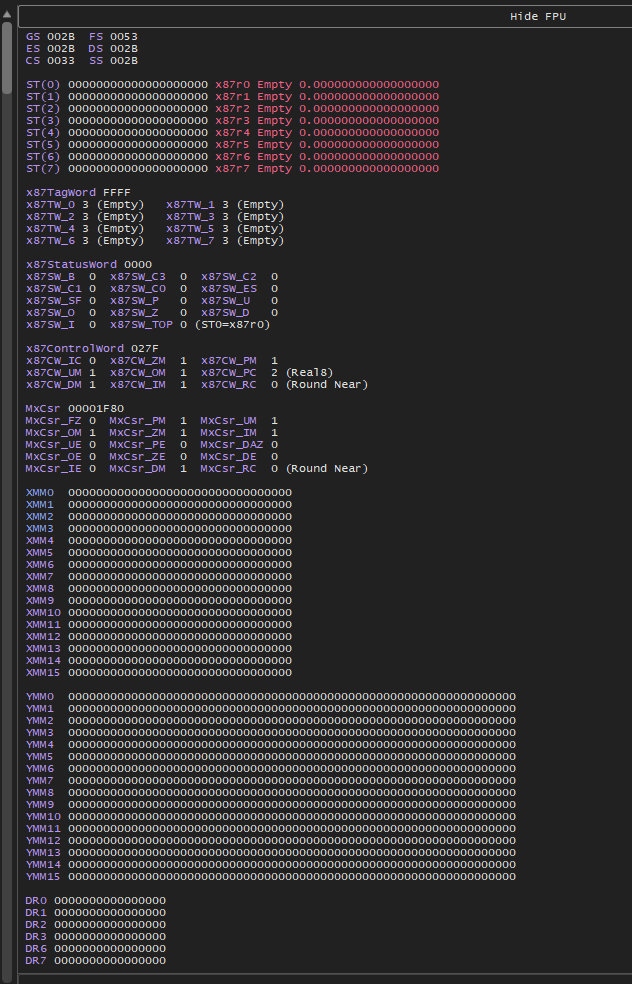 Hide FPU
GS 002B  FS 0053
ES 002B  DS 002B
CS 0033  SS 002B
ST(0) 00000000000000000000 x87r0 Empty 0.000000000000000000
ST(1) 00000000000000000000 x87r1 Empty 0.000000000000000000
ST(2) 00000000000000000000 x87r2 Empty 0.000000000000000000
ST(3) 00000000000000000000 x87r3 Empty 0.000000000000000000
ST(4) 00000000000000000000 x87r4 Empty 0.000000000000000000
ST(5) 00000000000000000000 x87r5 Empty 0.000000000000000000
ST(6) 00000000000000000000 x87r6 Empty 0.000000000000000000
ST(7) 00000000000000000000 x87r7 Empty 0.000000000000000000
x87TagWord FFFF
x87TW_0 3 (Empty)   x87TW_1 3 (Empty)
x87TW_2 3 (Empty)   x87TW_3 3 (Empty)
x87TW_4 3 (Empty)   x87TW_5 3 (Empty)
x87TW_6 3 (Empty)   x87TW_7 3 (Empty)
x87StatusWord 0000
x87SW_B  0  x87SW_C3  0  x87SW_C2  0
x87SW_C1 0  x87SW_C0  0  x87SW_ES  0
x87SW_SF 0  x87SW_P   0  x87SW_U   0
x87SW_O  0  x87SW_Z   0  x87SW_D   0
x87SW_I  0  x87SW_TOP 0 (ST0=x87r0)
x87ControlWord 027F
x87CW_IC 0  x87CW_ZM  1  x87CW_PM  1
x87CW_UM 1  x87CW_OM  1  x87CW_PC  2 (Real8)
x87CW_DM 1  x87CW_IM  1  x87CW_RC  0 (Round Near)
MxCsr 00001F80
MxCsr_FZ 0  MxCsr_PM  1  MxCsr_UM  1
MxCsr_OM 1  MxCsr_ZM  1  MxCsr_IM  1
MxCsr_UE 0  MxCsr_PE  0  MxCsr_DAZ 0
MxCsr_OE 0  MxCsr_ZE  0  MxCsr_DE  0
MxCsr_IE 0  MxCsr_DM  1  MxCsr_RC  0 (Round Near)
XMM0  00000000000000000000000000000000
XMM1  00000000000000000000000000000000
XMM2  00000000000000000000000000000000
XMM3  00000000000000000000000000000000
XMM4  00000000000000000000000000000000
XMM5  00000000000000000000000000000000
XMM6  00000000000000000000000000000000
XMM7  00000000000000000000000000000000
XMM8  00000000000000000000000000000000
XMM9  00000000000000000000000000000000
XMM10 00000000000000000000000000000000
XMM11 00000000000000000000000000000000
XMM12 00000000000000000000000000000000
XMM13 00000000000000000000000000000000
XMM14 00000000000000000000000000000000
XMM15 00000000000000000000000000000000
YMM0  0000000000000000000000000000000000000000000000000000000000000000
YMM1  0000000000000000000000000000000000000000000000000000000000000000
YMM2  0000000000000000000000000000000000000000000000000000000000000000
YMM3  0000000000000000000000000000000000000000000000000000000000000000
YMM4  0000000000000000000000000000000000000000000000000000000000000000
YMM5  0000000000000000000000000000000000000000000000000000000000000000
YMM6  0000000000000000000000000000000000000000000000000000000000000000
YMM7  0000000000000000000000000000000000000000000000000000000000000000
YMM8  0000000000000000000000000000000000000000000000000000000000000000
YMM9  0000000000000000000000000000000000000000000000000000000000000000
YMM10 0000000000000000000000000000000000000000000000000000000000000000
YMM11 0000000000000000000000000000000000000000000000000000000000000000
YMM12 0000000000000000000000000000000000000000000000000000000000000000
YMM13 0000000000000000000000000000000000000000000000000000000000000000
YMM14 0000000000000000000000000000000000000000000000000000000000000000
YMM15 0000000000000000000000000000000000000000000000000000000000000000
DR0 0000000000000000
DR1 0000000000000000
DR2 0000000000000000
DR3 0000000000000000
DR6 0000000000000000
DR7 0000000000000000